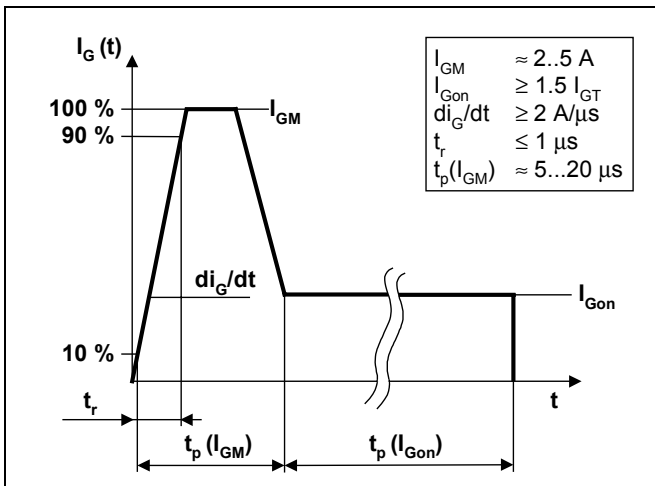 I_G (t)
100 %
90 %
10 %
I_GM
di_G/dt
I_Gon
t
t_r
t_p (I_GM)
t_p (I_Gon)
I_GM ≈ 2..5 A
I_Gon ≥ 1.5 I_GT
di_G/dt ≥ 2 A/μs
t_r ≤ 1 μs
t_p(I_GM) ≈ 5...20 μs